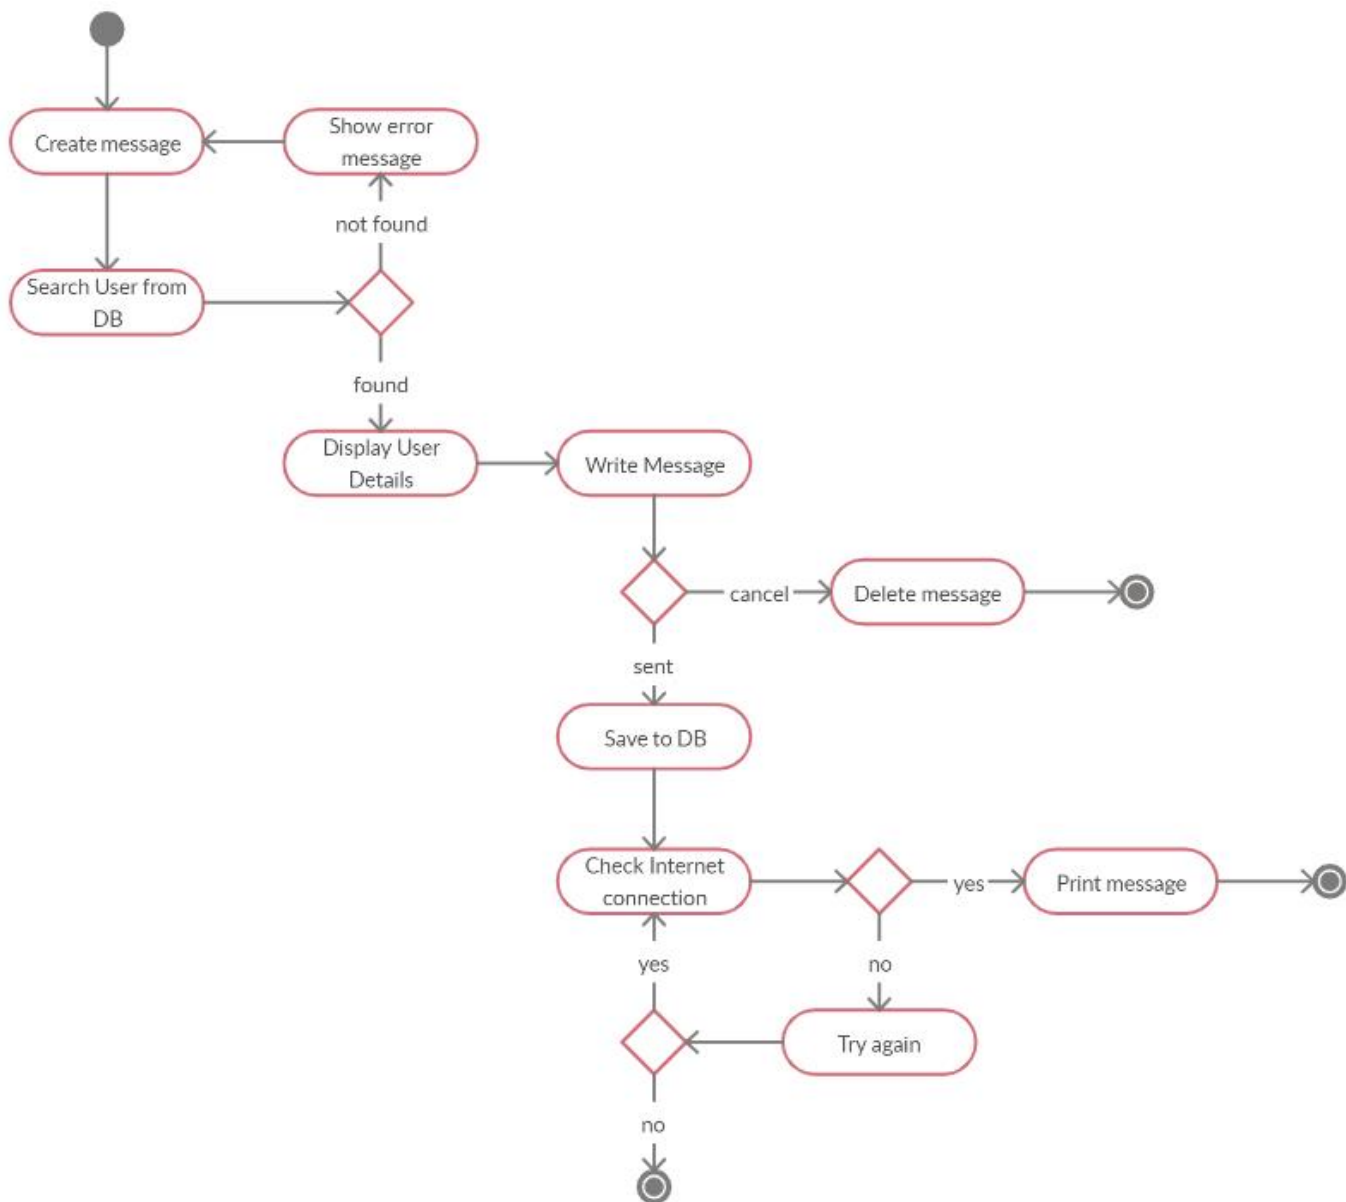 Create message
Show error
message
not found
Search User from
DB
found
Display User
Details
Write Message
cancel
Delete message
sent
Save to DB
Check Internet
connection
yes
Print message
yes
no
Try again
no